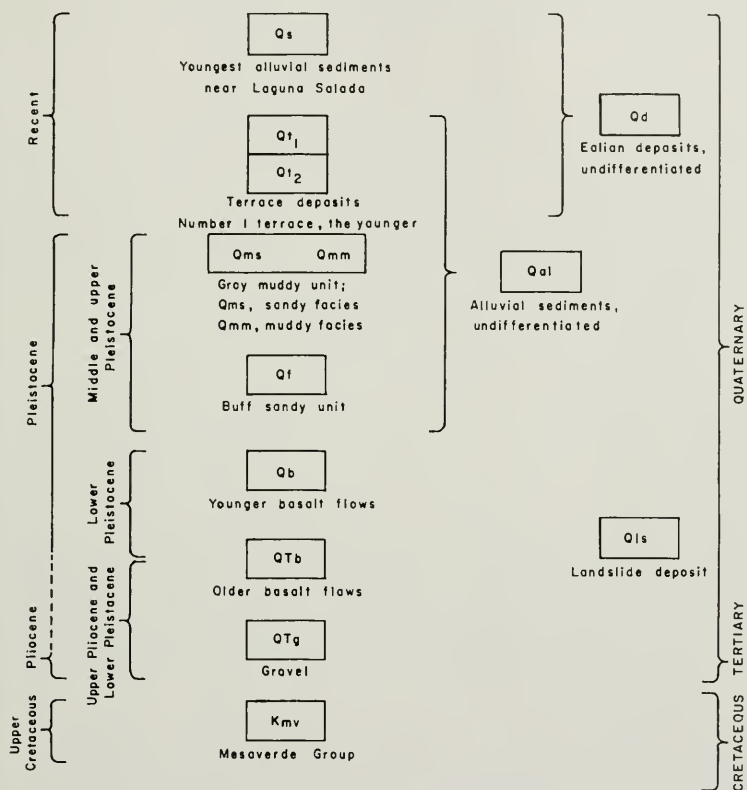 Qs
Youngest alluvial sediments
near Laguna Salada
Recent
Qd
Ealian deposits,
undifferentiated
Qt1
Qt2
Terrace deposits
Number 1 terrace, the younger
Qms Qmm
Gray muddy unit;
Qms, sandy facies
Qmm, muddy facies
Qal
Alluvial sediments,
undifferentiated
Middle and upper
Pleistocene
Pleistacene
QUATERNARY
Qf
Buff sandy unit
Qb
Younger basalt flows
Lower
Pleistocene
Qls
Landslide deposit
QTb
Older basalt flows
Upper Pliocene and
Lower Pleistacene
Pliocene
TERTIARY
QTg
Gravel
Upper
Cretaceous
Kmv
Mesaverde Group
CRETACEOUS